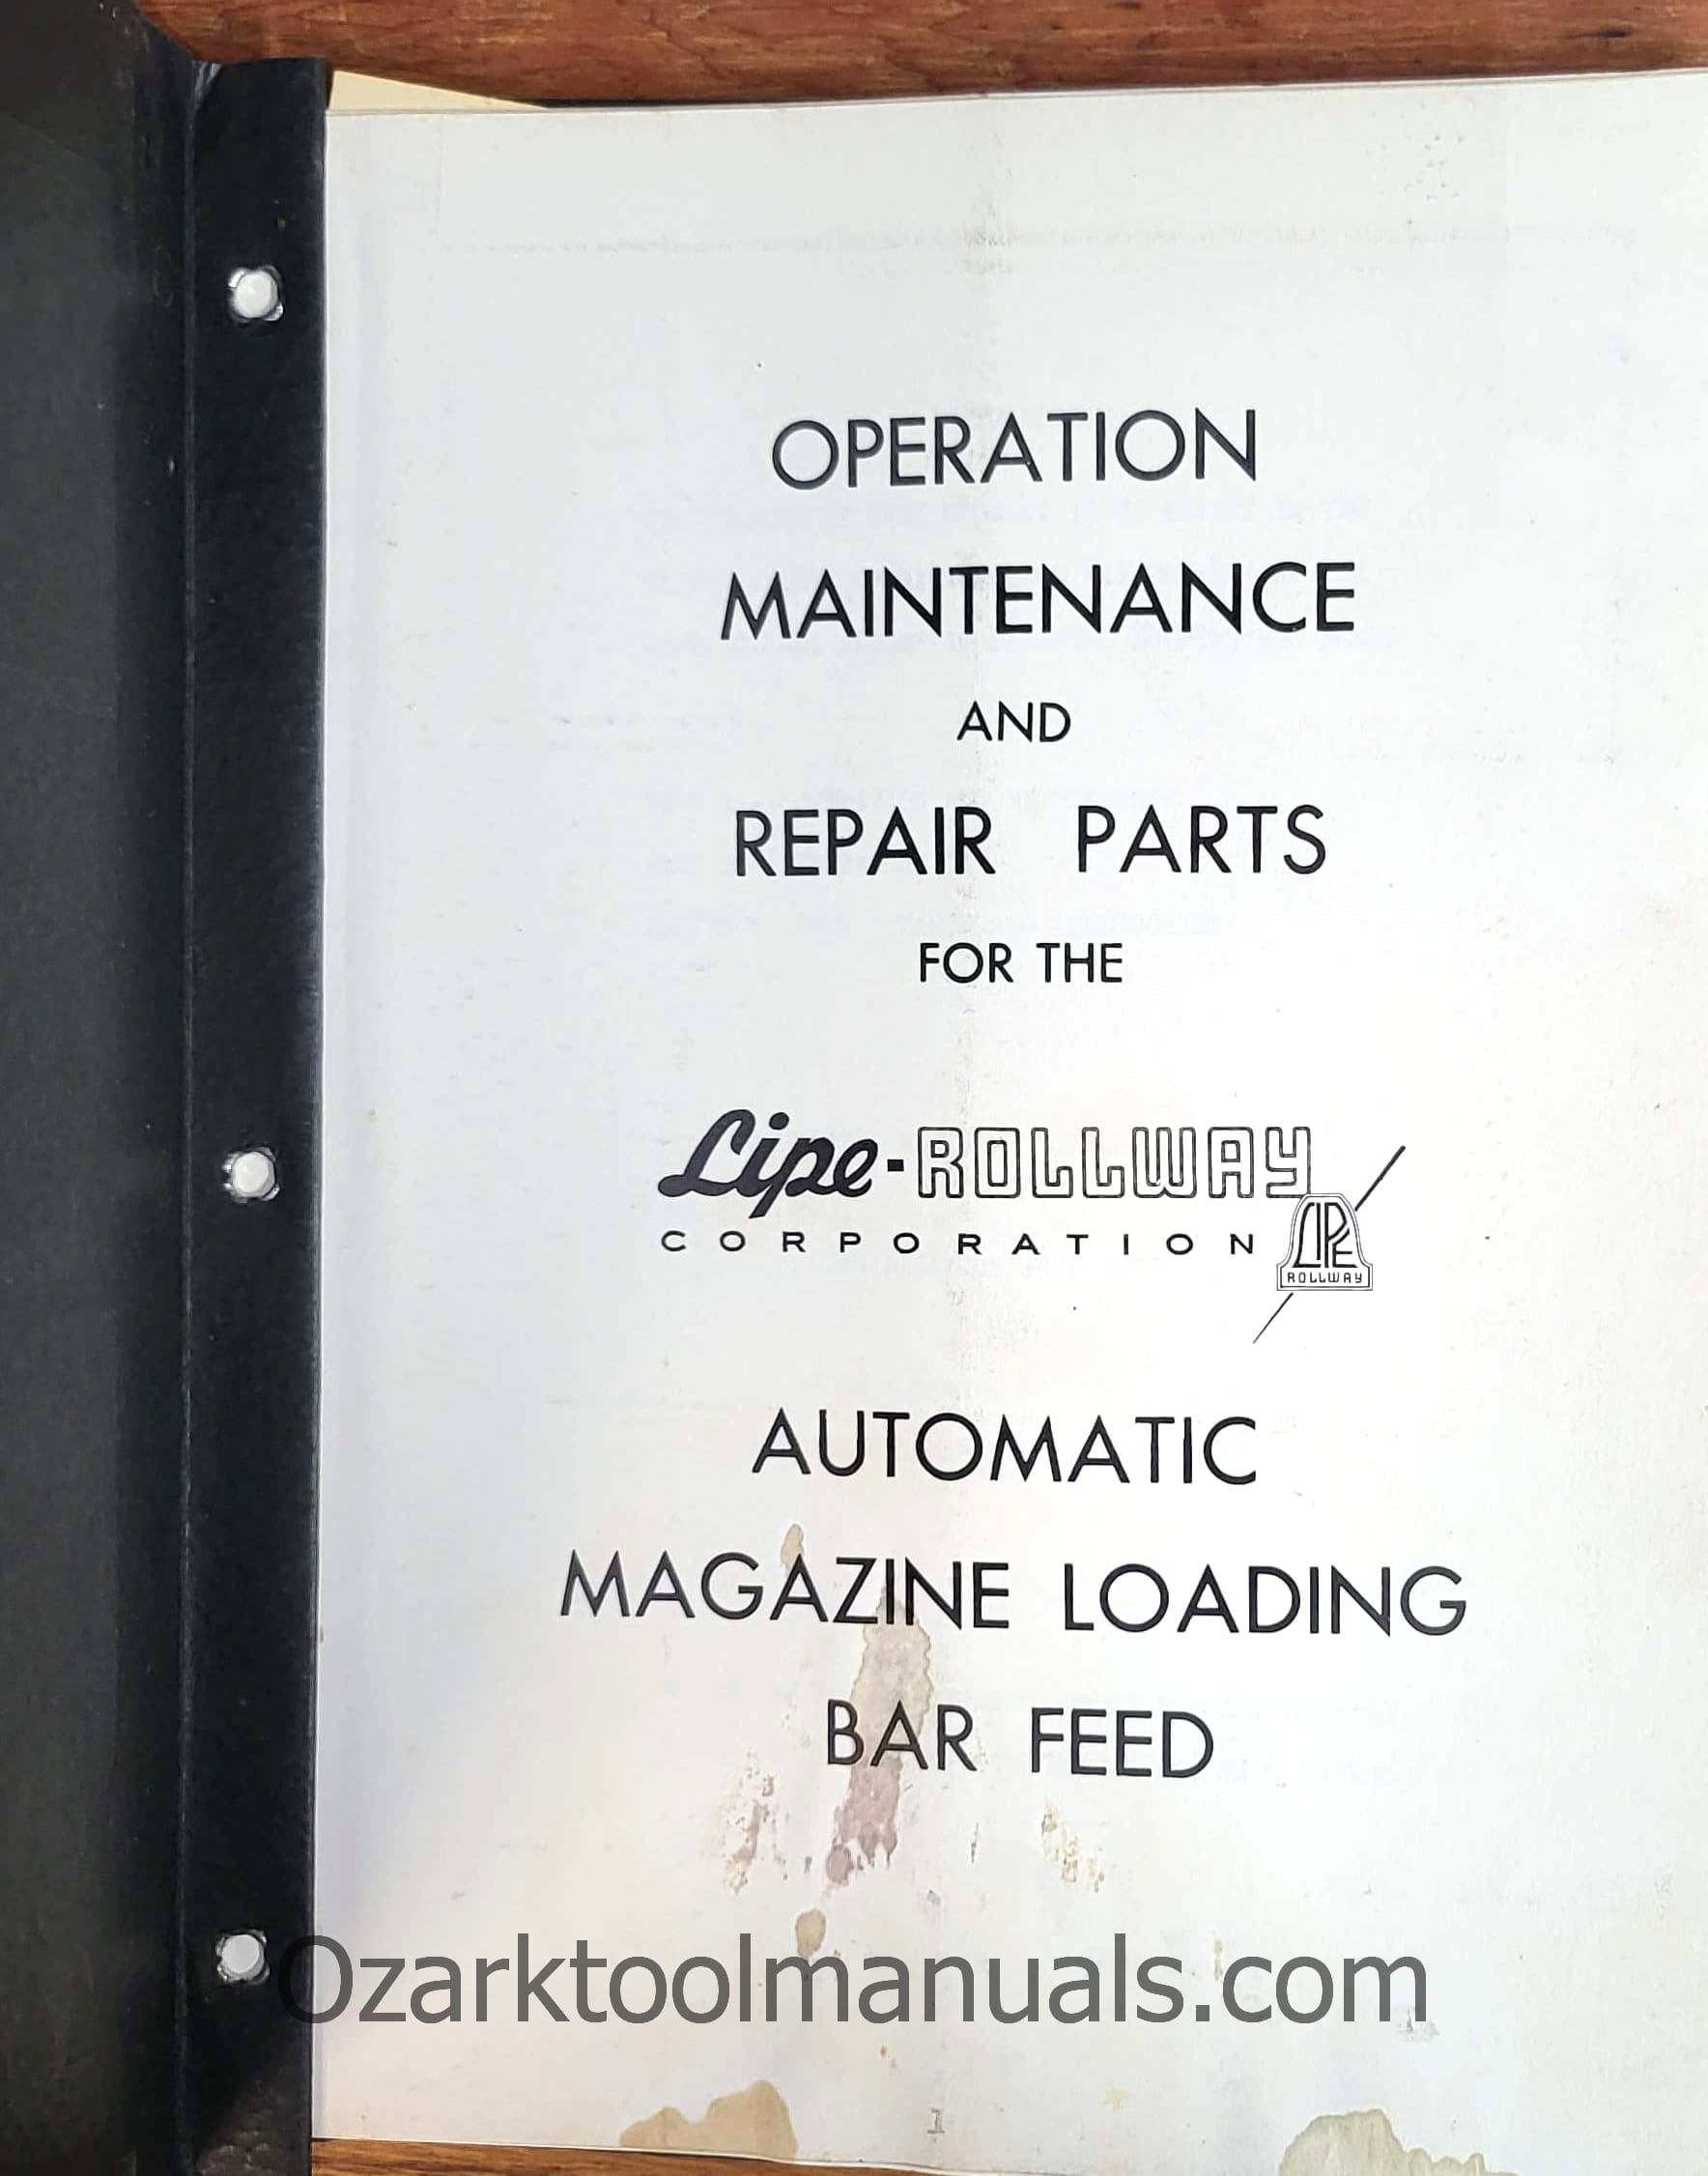 OPERATION
MAINTENANCE
AND
REPAIR PARTS
FOR THE
Lipe-ROLLWAY
CORPORATION
LIPE
ROLLWAY
AUTOMATIC
MAGAZINE LOADING
BAR FEED
Ozarktoolmanuals.com
1